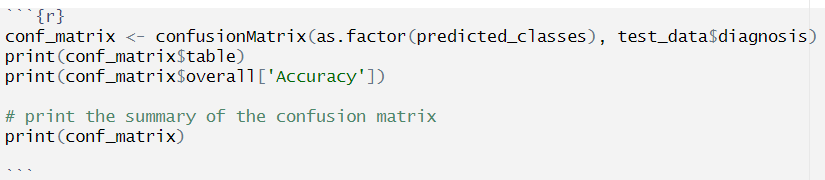 ```{r}
conf_matrix <- confusionMatrix(as.factor(predicted_classes), test_data$diagnosis)
print(conf_matrix$table)
print(conf_matrix$overall['Accuracy'])
# print the summary of the confusion matrix
print(conf_matrix)
```